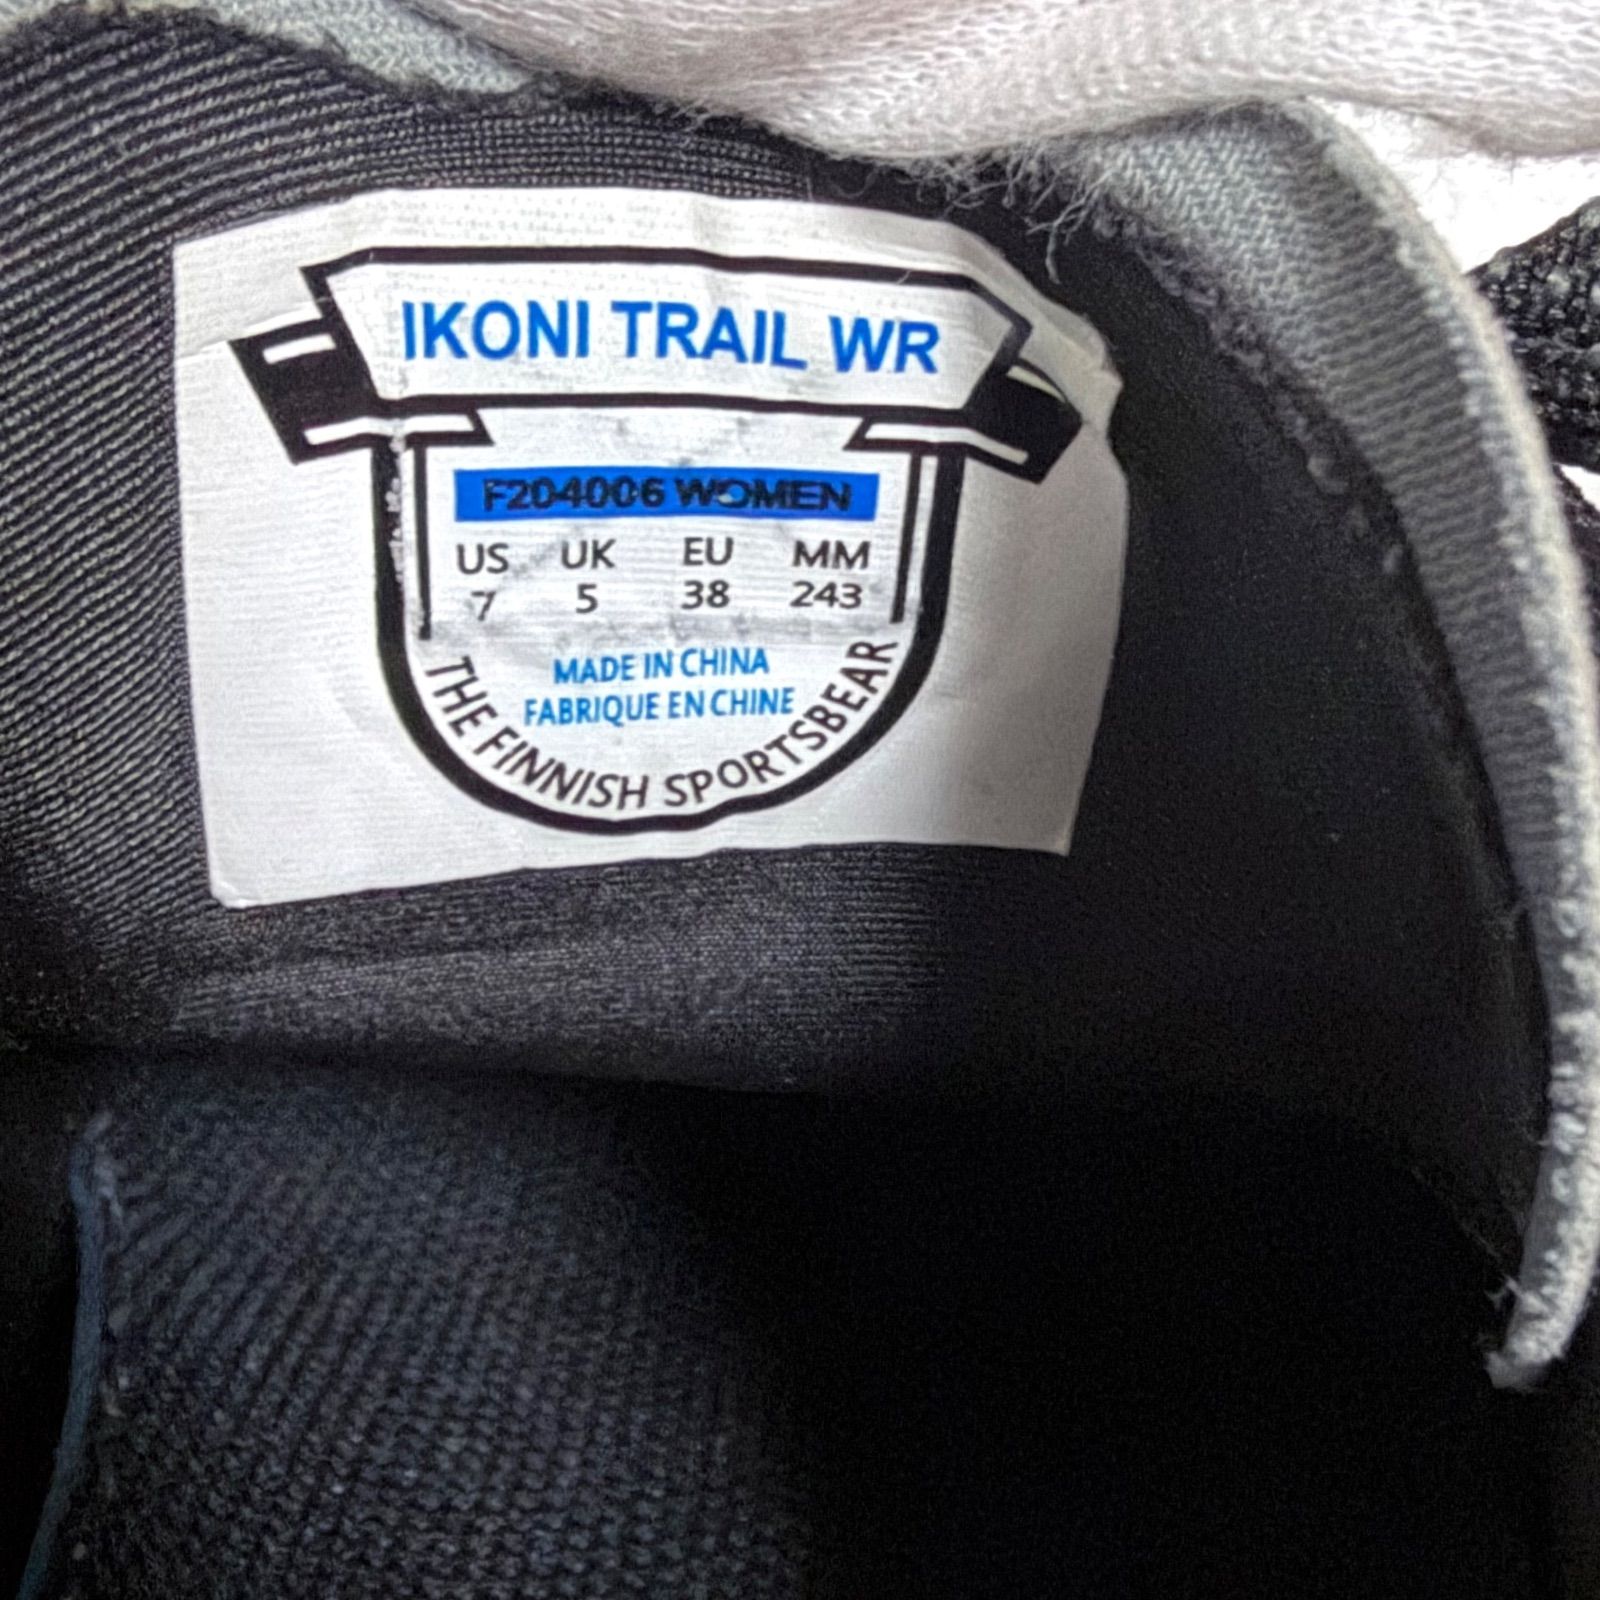 IKONI TRAIL WR
F204006 WOMEN
US UK EU MM
7 5 38 243
MADE IN CHINA
FABRIQUE EN CHINE
THE FINNISH SPORTSBEAR